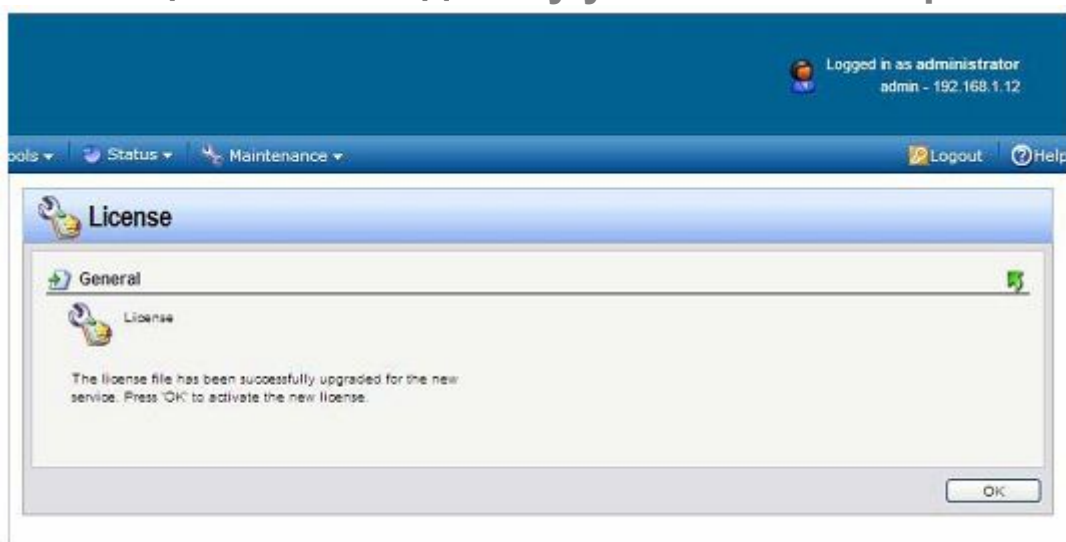 Logged in as administrator
admin - 192.168.1.12
ools Status Maintenance Logout Help
License
General
License
The license file has been successfully upgraded for the new
service. Press 'OK' to activate the new license.
OK